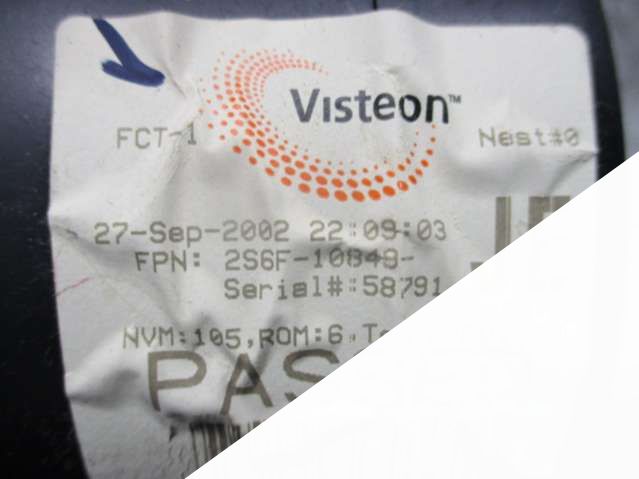 Visteon™
FCT-1 Nest#0
27-Sep-2002 22:09:03
FPN: 2S6F-10849-
Serial#:58791
NVM:105,ROM:6,